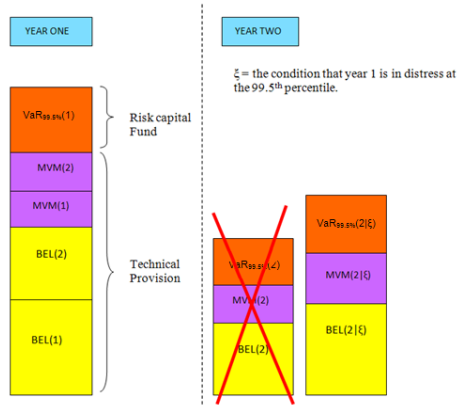 YEAR ONE
YEAR TWO
ξ = the condition that year 1 is in distress at
the 99.5th percentile.
VaR99.5%(1)
MVM(2)
MVM(1)
BEL(2)
BEL(1)
Risk capital
Fund
Technical
Provision
VaR99.5%(2)
MVM(2)
BEL(2)
VaR99.5%(2|ξ)
MVM(2|ξ)
BEL(2|ξ)